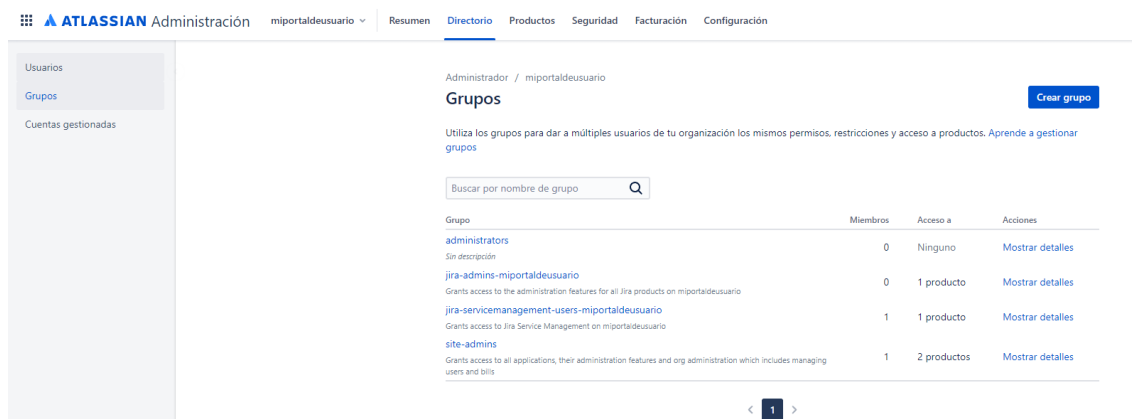 ATLASSIAN Administración miportaldeusuario Resumen Directorio Productos Seguridad Facturación Configuración
Usuarios
Grupos
Cuentas gestionadas
Administrador / miportaldeusuario
Grupos
Crear grupo
Utiliza los grupos para dar a múltiples usuarios de tu organización los mismos permisos, restricciones y acceso a productos. Aprende a gestionar
grupos
Buscar por nombre de grupo
Grupo Miembros Acceso a Acciones
administrators 0 Ninguno Mostrar detalles
Sin descripción
jira-admins-miportaldeusuario 0 1 producto Mostrar detalles
Grants access to the administration features for all Jira products on miportaldeusuario
jira-servicemanagement-users-miportaldeusuario 1 1 producto Mostrar detalles
Grants access to Jira Service Management on miportaldeusuario
site-admins 1 2 productos Mostrar detalles
Grants access to all applications, their administration features and org administration which includes managing
users and bills
< 1 >